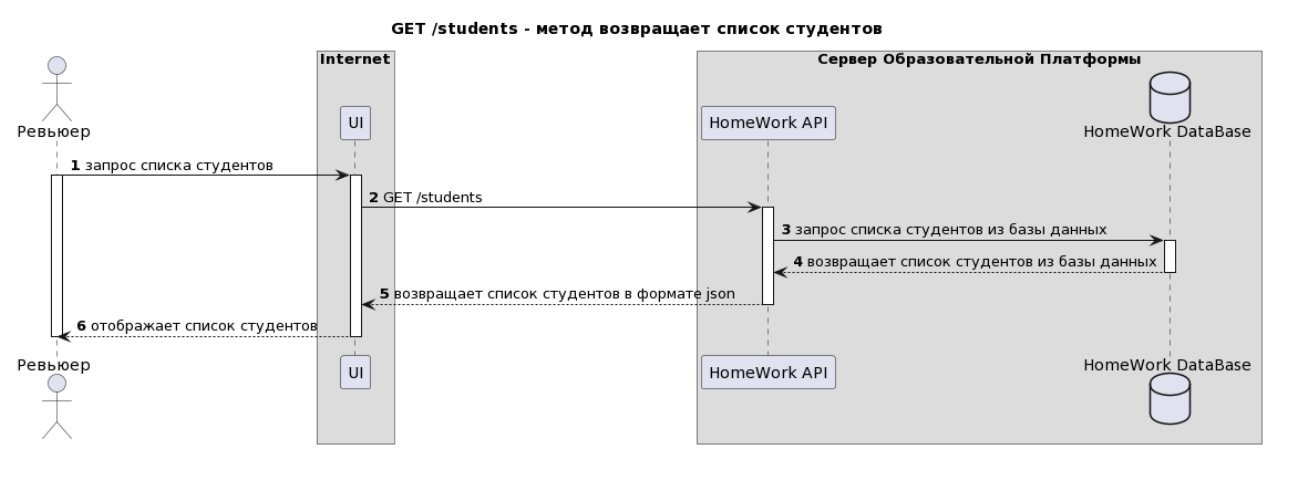 GET /students - метод возвращает список студентов
Internet
Сервер Образовательной Платформы
Ревьюер
UI
HomeWork API
HomeWork DataBase
1 запрос списка студентов
2 GET /students
3 запрос списка студентов из базы данных
4 возвращает список студентов из базы данных
5 возвращает список студентов в формате json
6 отображает список студентов
Ревьюер
UI
HomeWork API
HomeWork DataBase